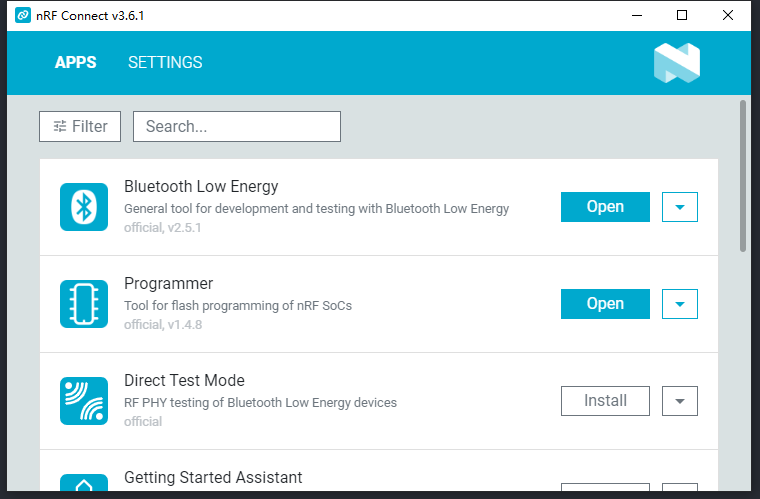 nRF Connect v3.6.1
APPS
SETTINGS
Filter
Search...
Bluetooth Low Energy
General tool for development and testing with Bluetooth Low Energy
official, v2.5.1
Open
Programmer
Tool for flash programming of nRF SoCs
official, v1.4.8
Open
Direct Test Mode
RF PHY testing of Bluetooth Low Energy devices
official
Install
Getting Started Assistant